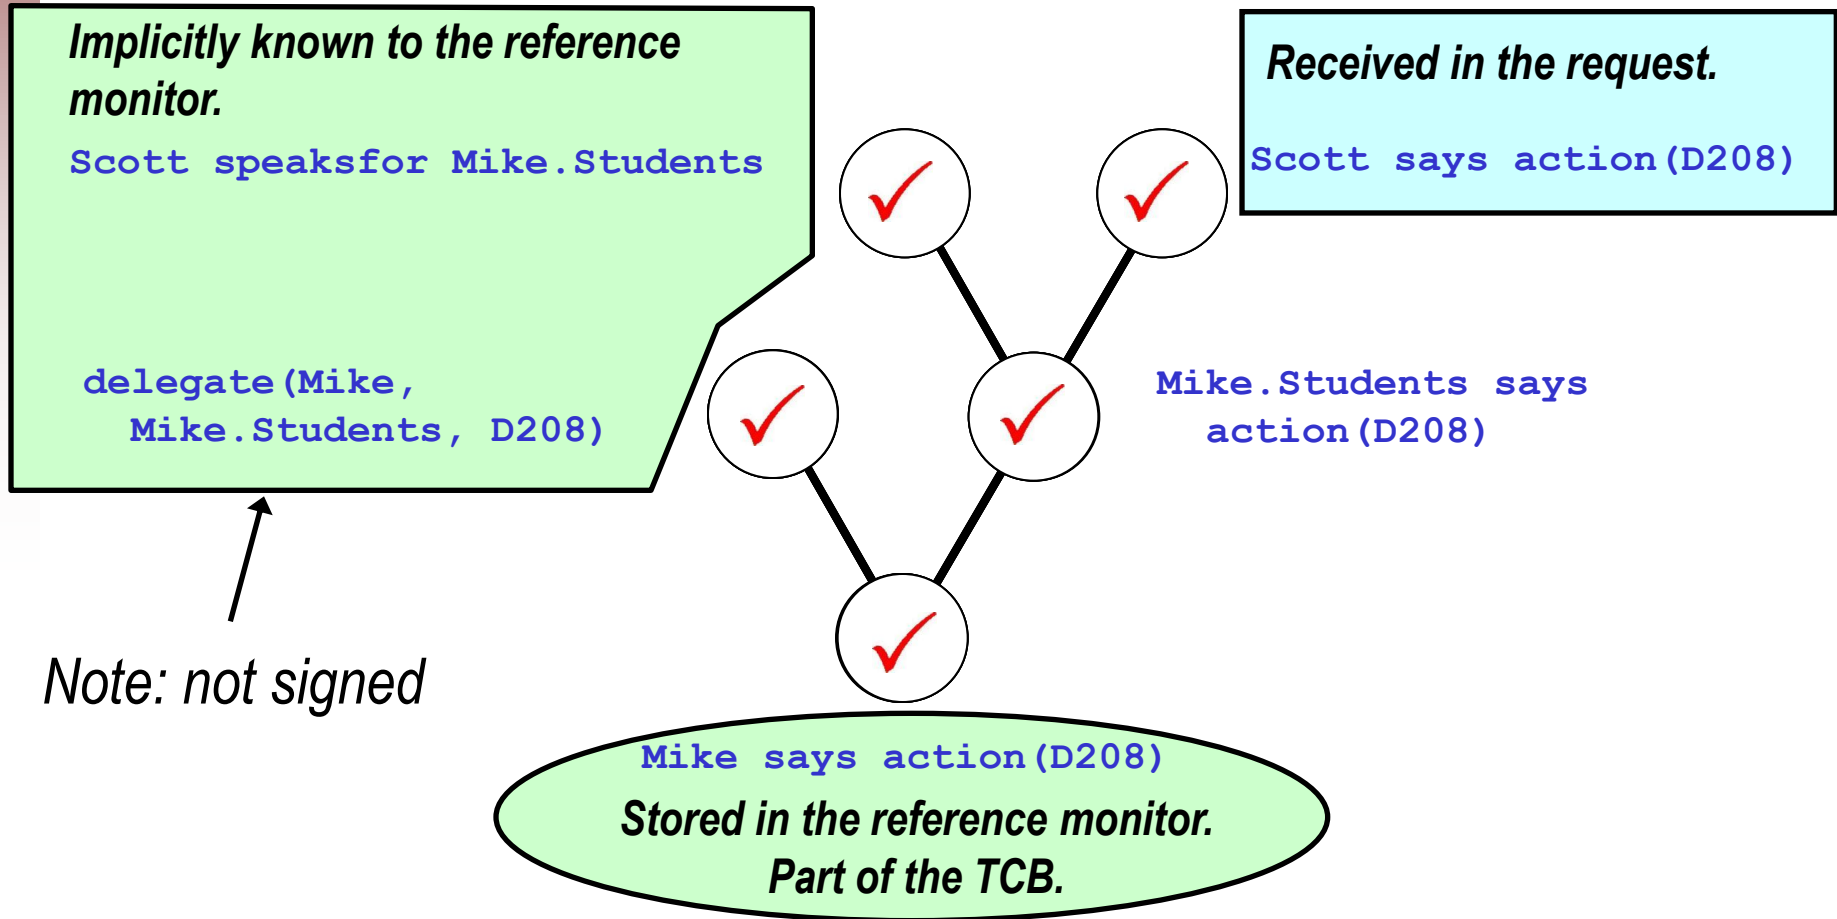 Implicitly known to the reference
monitor.
Scott speaksfor Mike.Students
delegate(Mike,
Mike.Students, D208)
Note: not signed
Received in the request.
Scott says action(D208)
Mike.Students says
action(D208)
Mike says action(D208)
Stored in the reference monitor.
Part of the TCB.